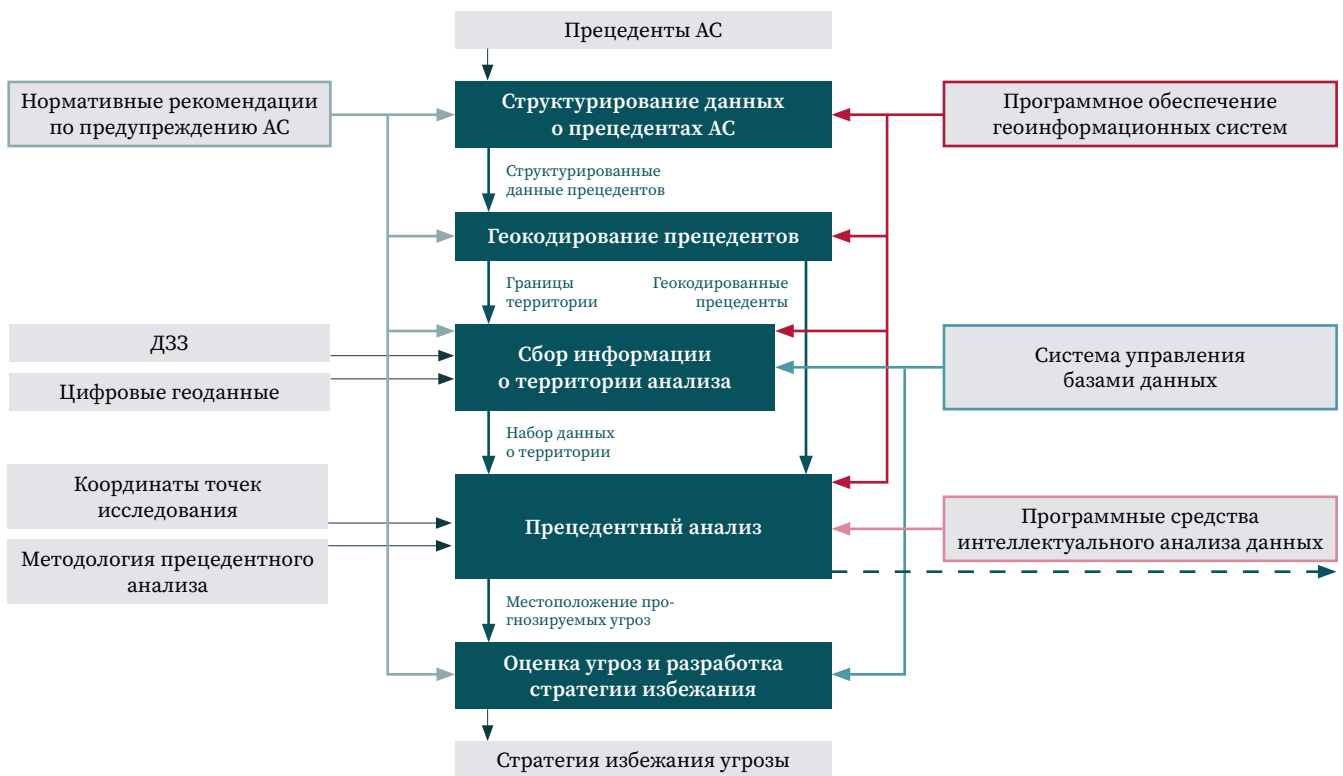 Прецеденты АС
Нормативные рекомендации
по предупреждению АС
Структурирование данных
о прецедентах АС
Программное обеспечение
геоинформационных систем
Структурированные
данные прецедентов
Геокодирование прецедентов
Границы
территории
Геокодированные
прецеденты
ДЗЗ
Цифровые геоданные
Сбор информации
о территории анализа
Система управления
базами данных
Набор данных
о территории
Координаты точек
исследования
Методология прецедентного
анализа
Прецедентный анализ
Программные средства
интеллектуального анализа данных
Местоположение про-
гнозируемых угроз
Оценка угроз и разработка
стратегии избежания
Стратегия избежания угрозы